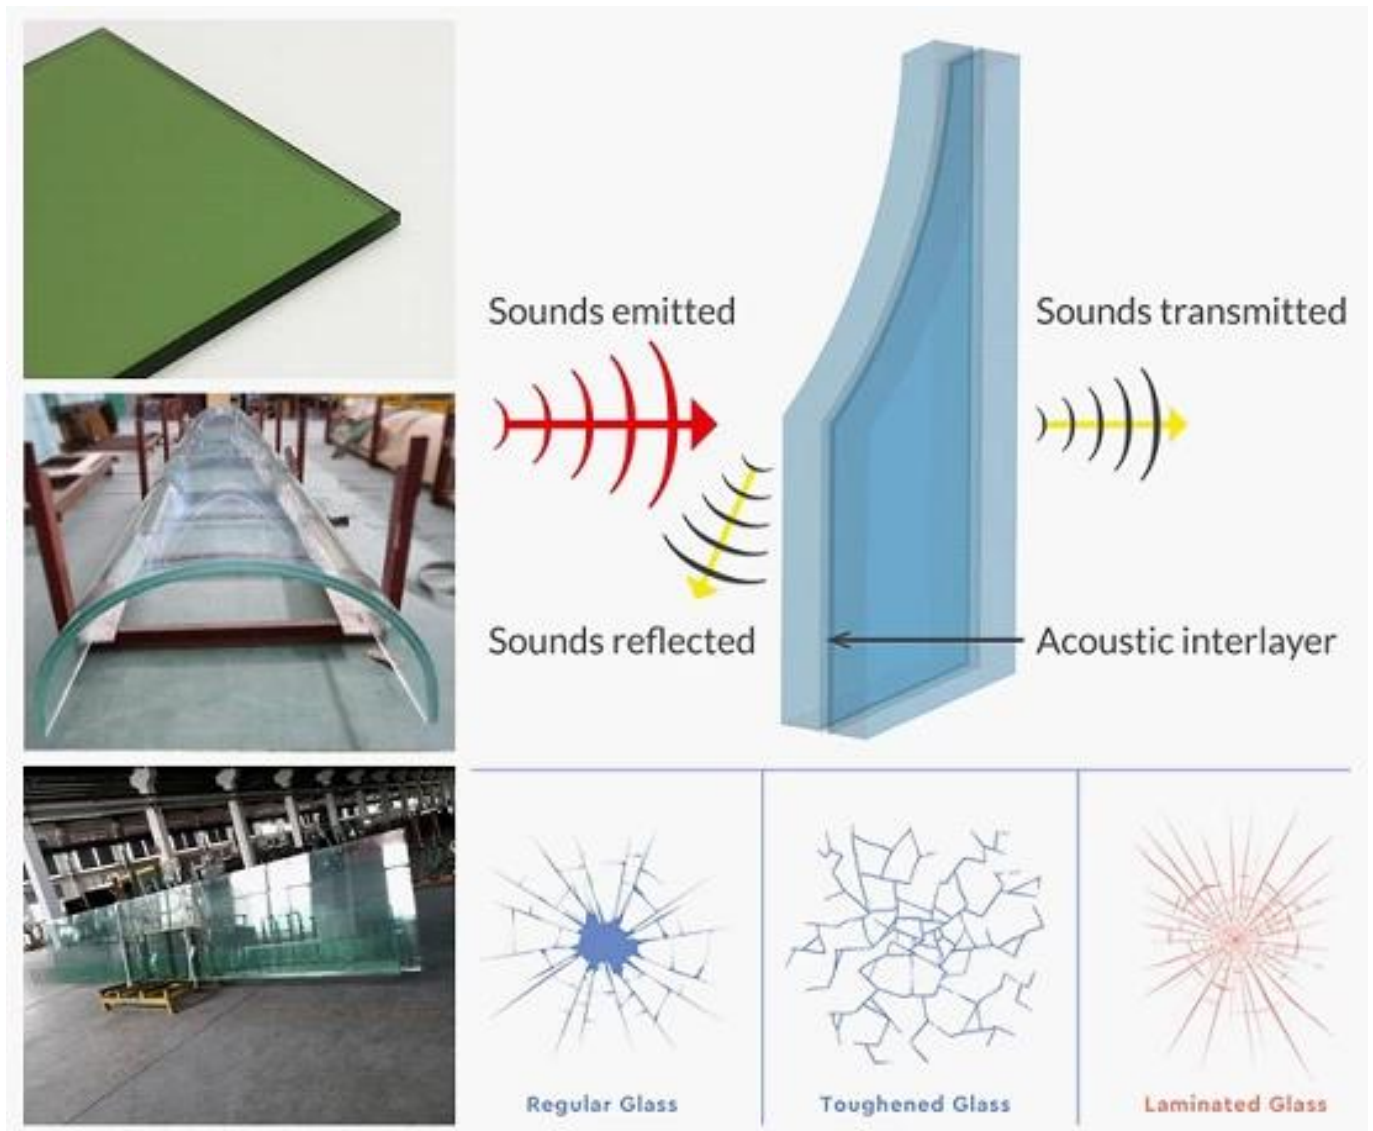 Sounds emitted
Sounds transmitted
Sounds reflected
Acoustic interlayer
Regular Glass
Toughened Glass
Laminated Glass